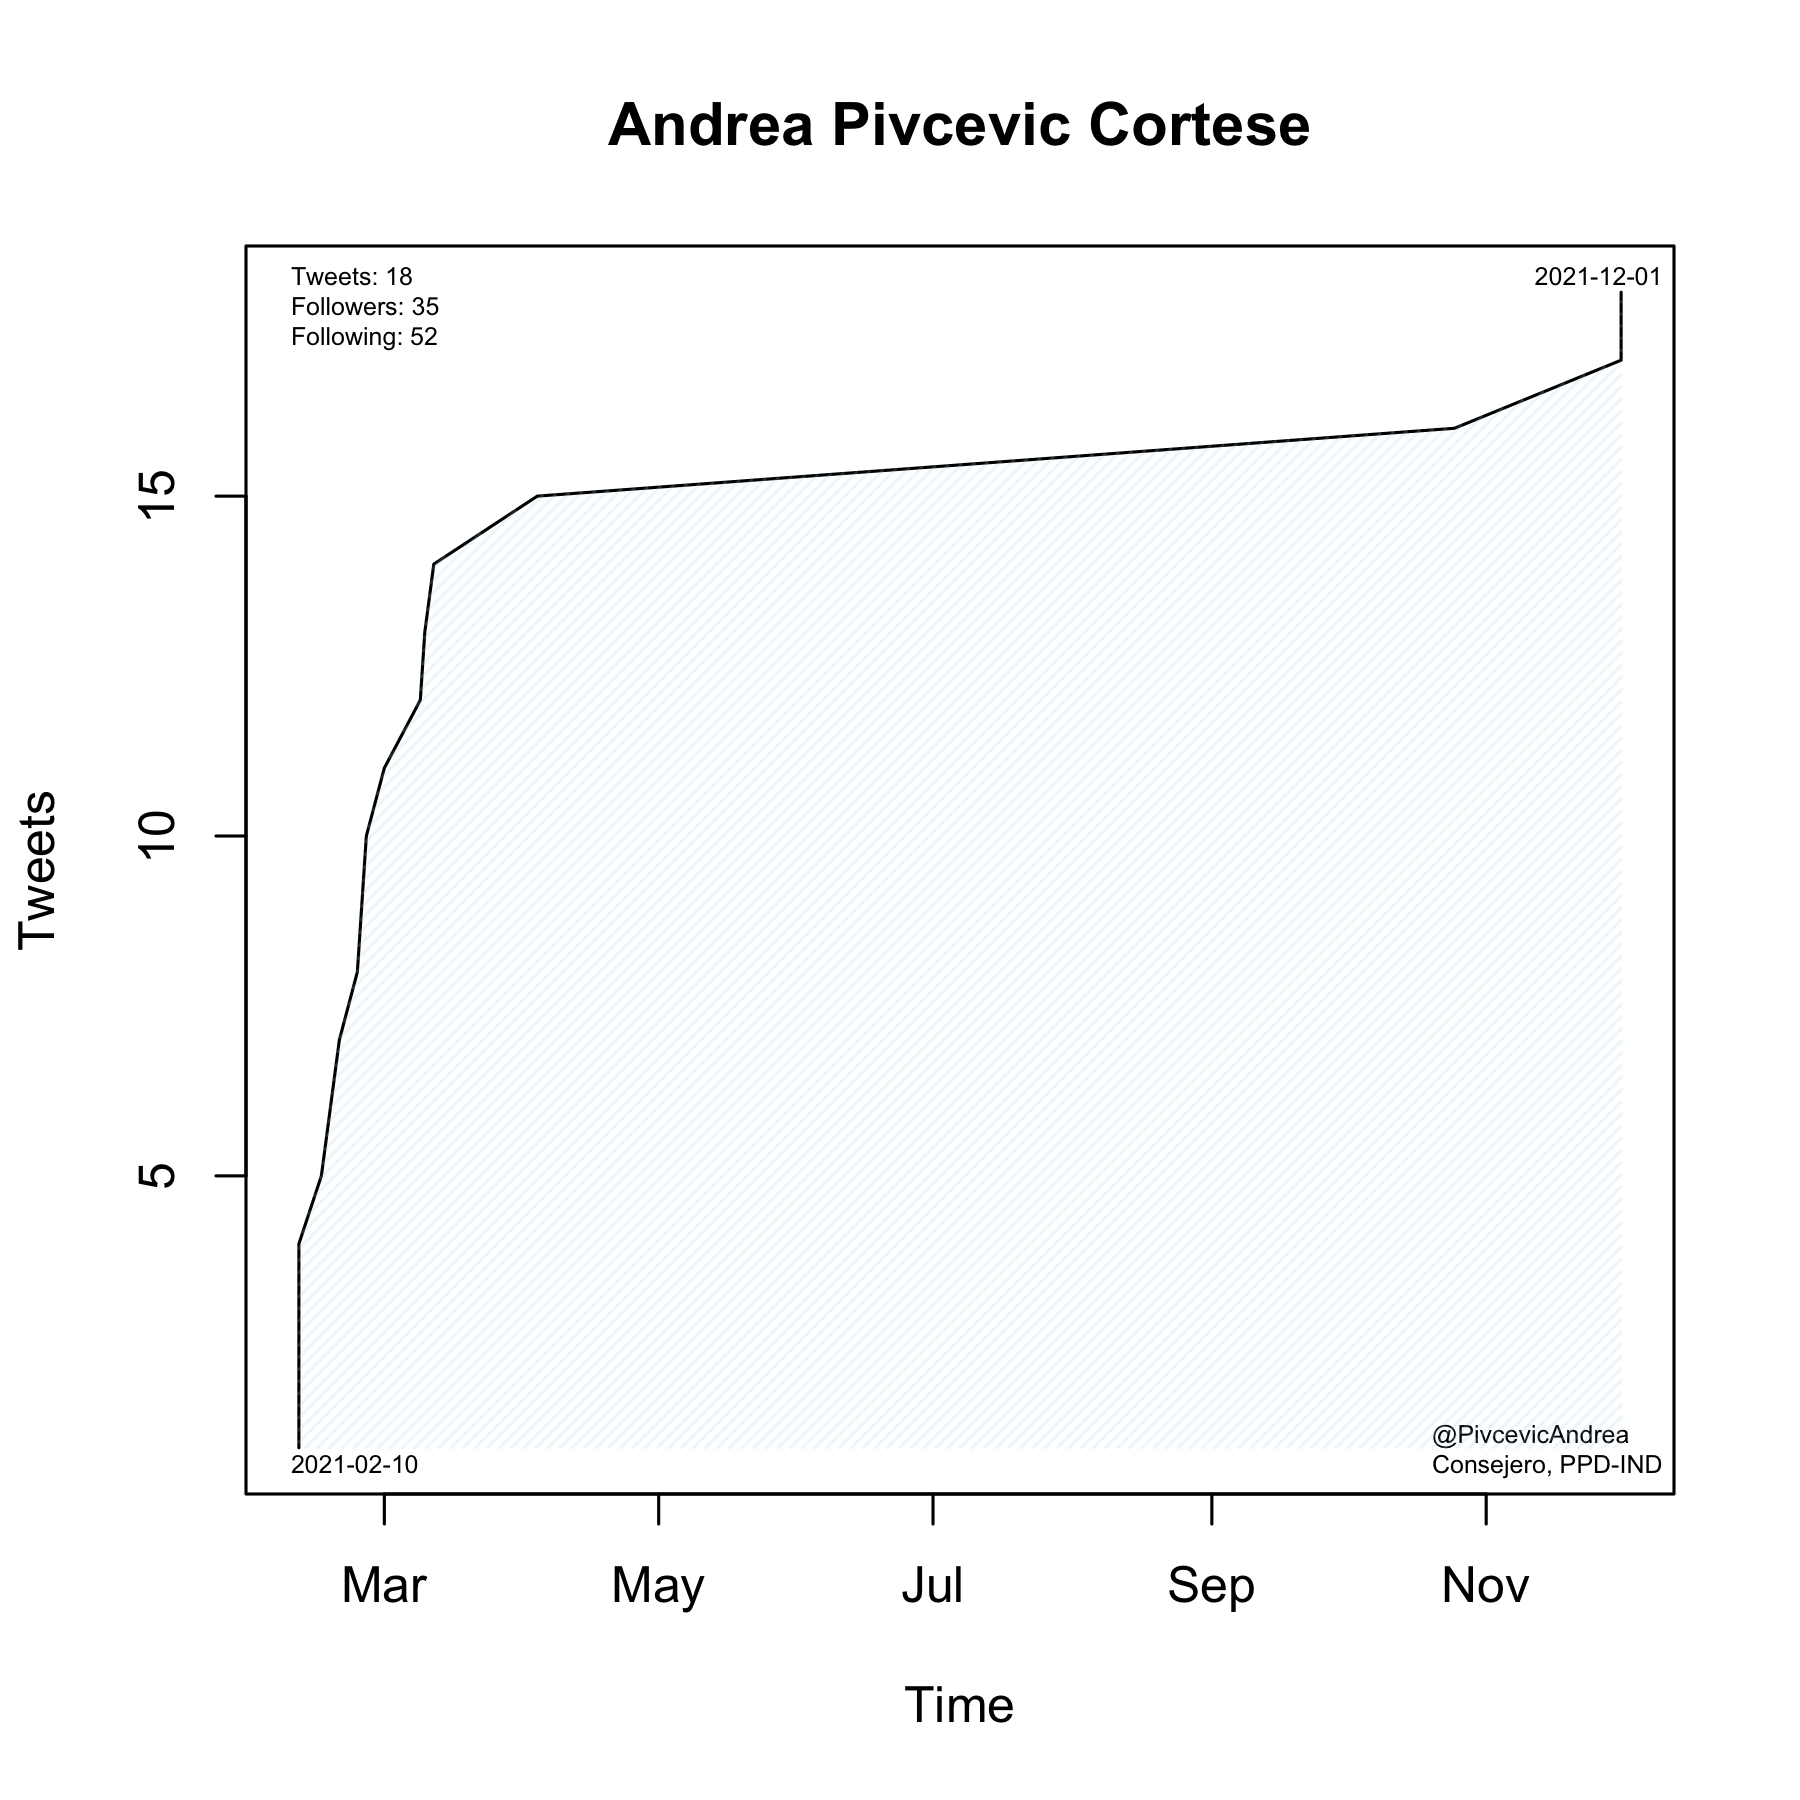 Andrea Pivcevic Cortese
Tweets: 18
Followers: 35
Following: 52
2021-12-01
15
10
5
Tweets
@PivcevicAndrea
Consejero, PPD-IND
2021-02-10
Mar
May
Jul
Sep
Nov
Time